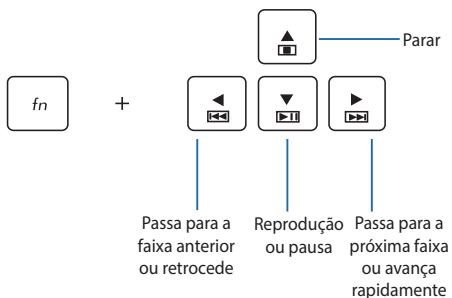 Parar
fn
+
Passa para a
faixa anterior
ou retrocede
Reprodução
ou pausa
Passa para a
próxima faixa
ou avança
rapidamente